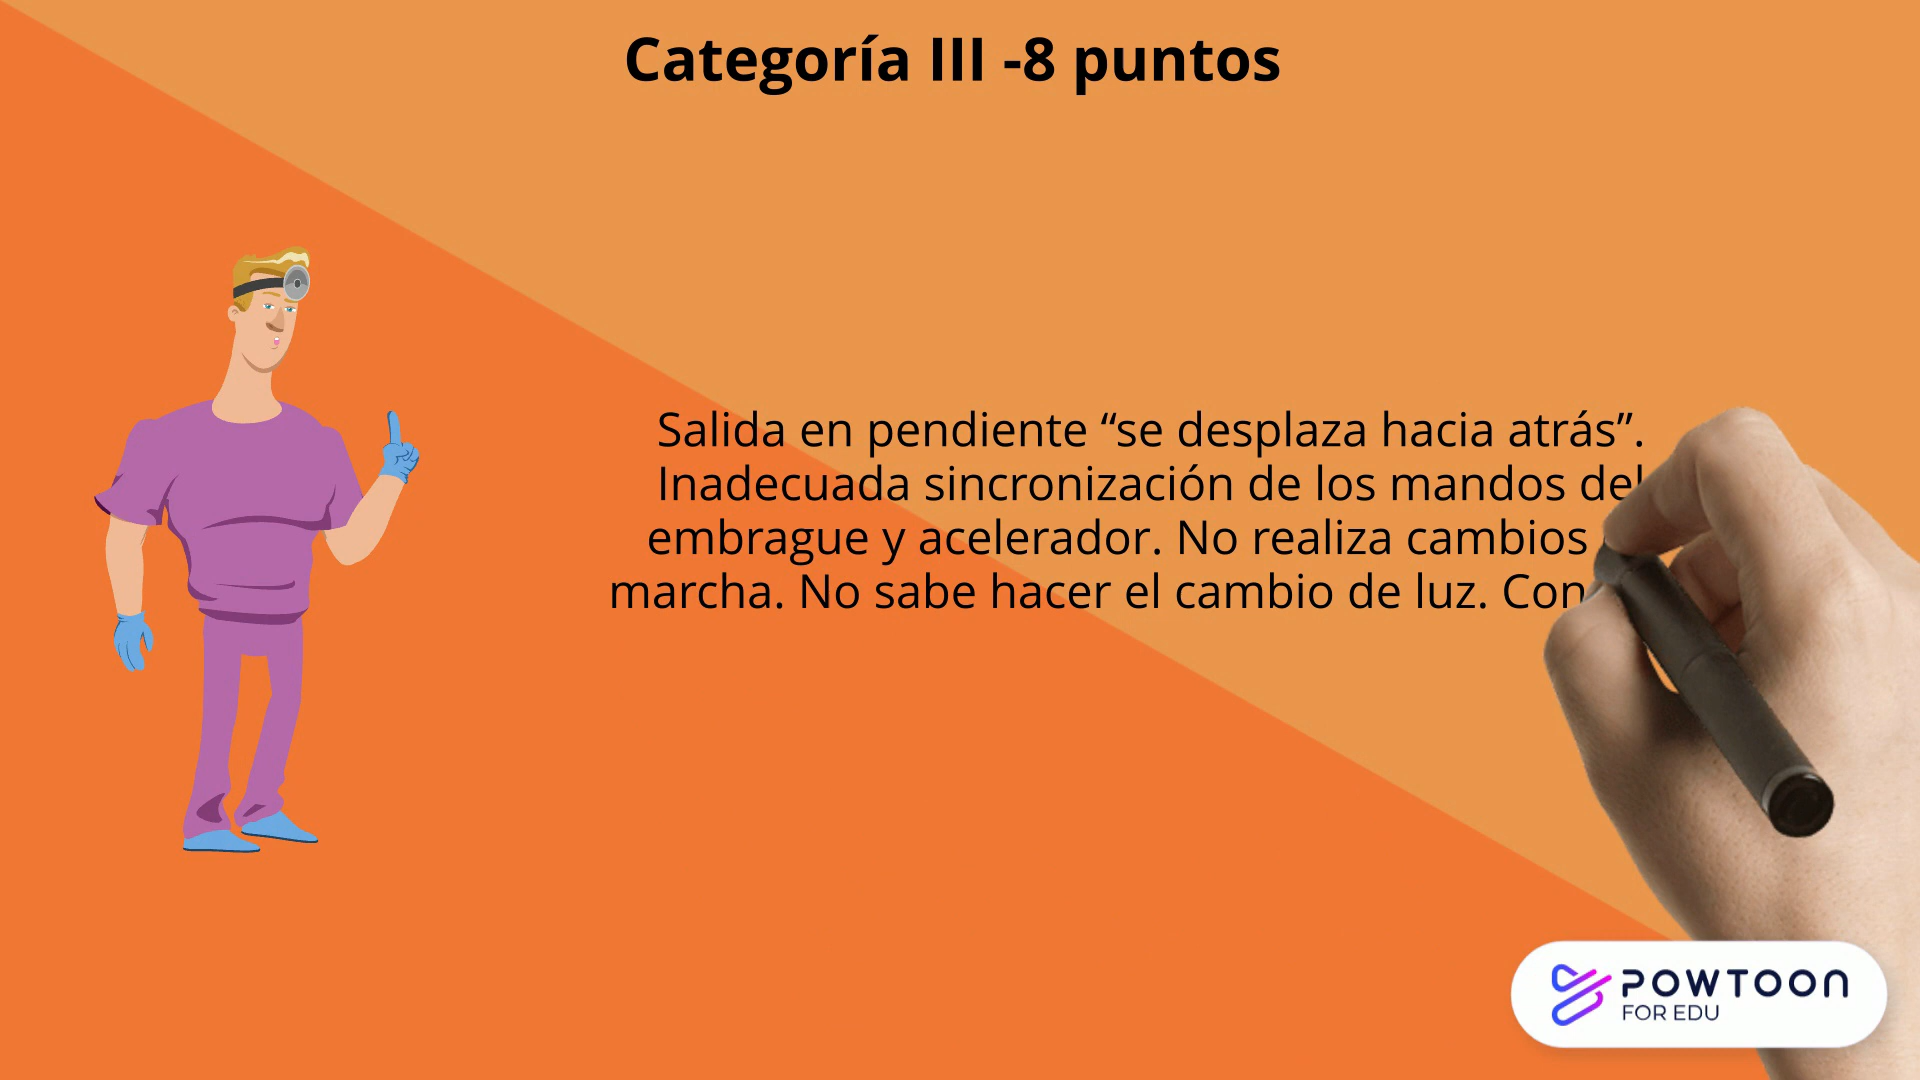 Categoría III -8 puntos
Salida en pendiente “se desplaza hacia atrás”.
Inadecuada sincronización de los mandos del
embrague y acelerador. No realiza cambios
marcha. No sabe hacer el cambio de luz. Con
POWTOON
FOR EDU